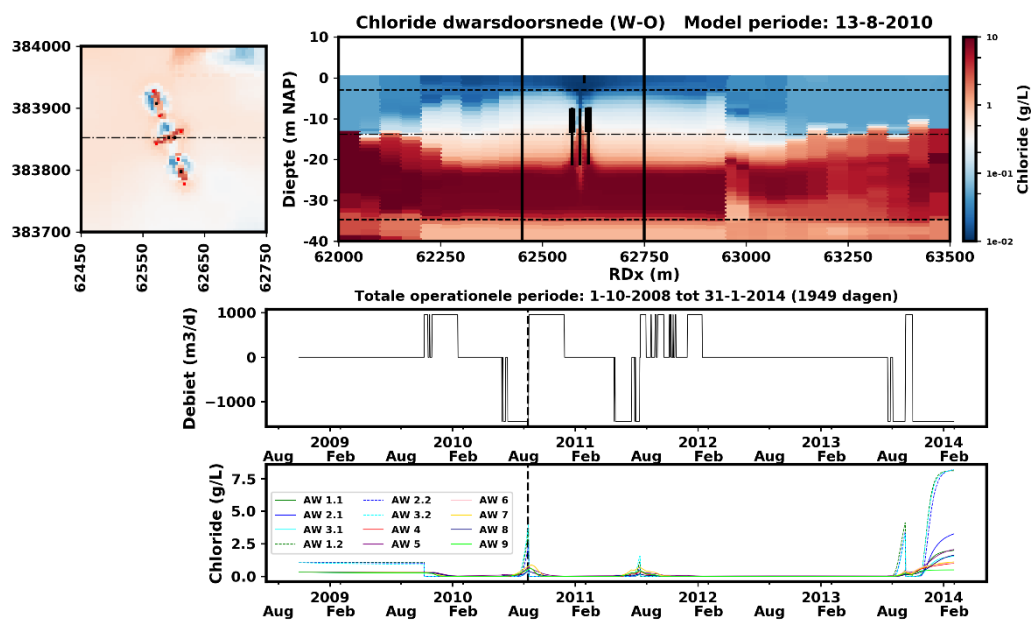 Chloride dwarsdoorsnede (W-O) Model periode: 13-8-2010
384000
383900
383800
383700
62450
62550
62650
62750
Diepte (m NAP)
10
0
-10
-20
-30
-40
62000
62250
62500
62750
63000
63250
63500
RDx (m)
10
1
1e-01
1e-02
Chloride (g/L)
Totale operationele periode: 1-10-2008 tot 31-1-2014 (1949 dagen)
Debiet (m3/d)
1000
0
−1000
2009 2010 2011 2012 2013 2014
Aug Feb Aug Feb Aug Feb Aug Feb Aug Feb Aug Feb
Chloride (g/L)
7.5
5.0
2.5
0.0
AW 1.1 AW 2.2 AW 6
AW 2.1 AW 3.2 AW 7
AW 3.1 AW 4 AW 8
AW 1.2 AW 5 AW 9
2009 2010 2011 2012 2013 2014
Aug Feb Aug Feb Aug Feb Aug Feb Aug Feb Aug Feb